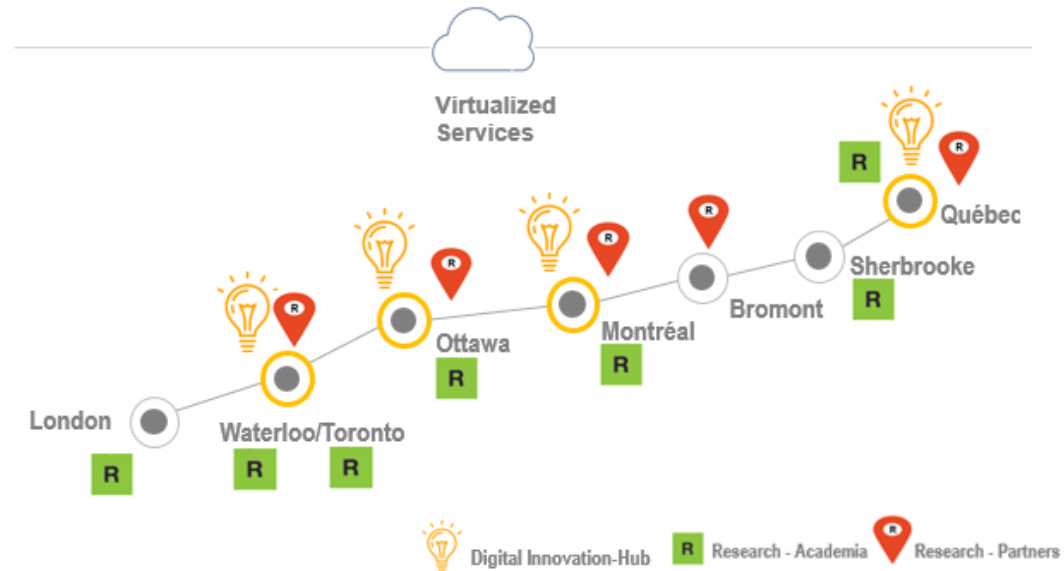 Virtualized
Services
R
R
Québec
R
Sherbrooke
R
Bromont
R
Montréal
R
R
Ottawa
R
R
London
Waterloo/Toronto
R
R
R
Digital Innovation-Hub
R
Research - Academia
R
Research - Partners